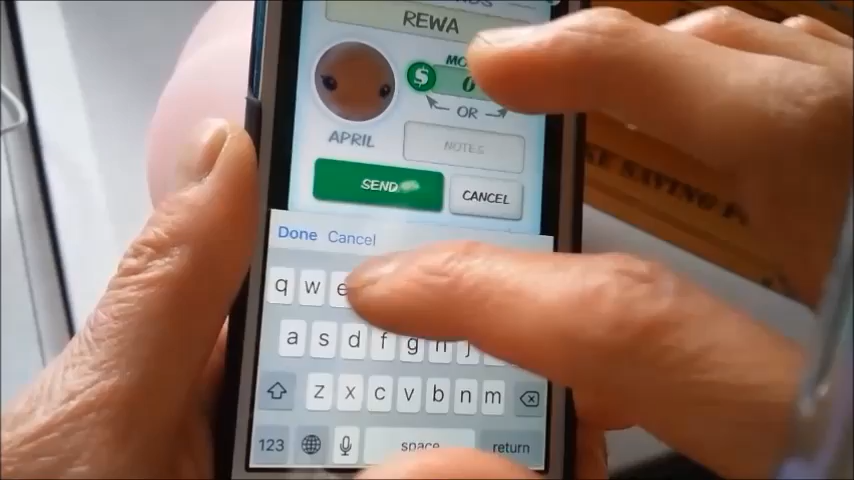 REWA
$
OR
APRIL
NOTES
SEND
CANCEL
Done Cancel
q w e
a s d f g h j
z x c v b n m
123 space return